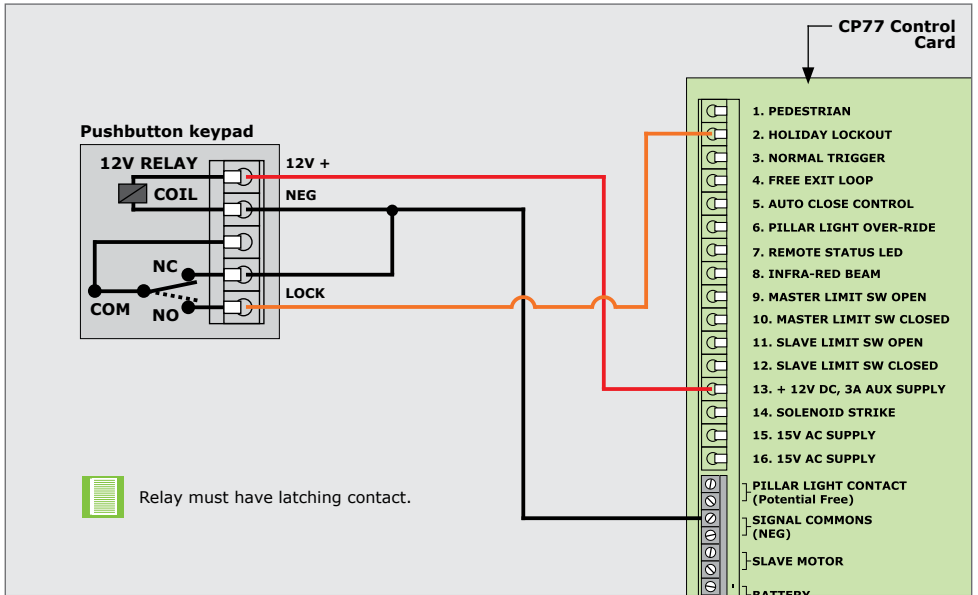 CP77 Control
Card
Pushbutton keypad
12V RELAY
COIL
12V +
NEG
NC
COM
NO
LOCK
1. PEDESTRIAN
2. HOLIDAY LOCKOUT
3. NORMAL TRIGGER
4. FREE EXIT LOOP
5. AUTO CLOSE CONTROL
6. PILLAR LIGHT OVER-RIDE
7. REMOTE STATUS LED
8. INFRA-RED BEAM
9. MASTER LIMIT SW OPEN
10. MASTER LIMIT SW CLOSED
11. SLAVE LIMIT SW OPEN
12. SLAVE LIMIT SW CLOSED
13. + 12V DC, 3A AUX SUPPLY
14. SOLENOID STRIKE
15. 15V AC SUPPLY
16. 15V AC SUPPLY
PILLAR LIGHT CONTACT
(Potential Free)
SIGNAL COMMONS
(NEG)
SLAVE MOTOR
BATTERY
Relay must have latching contact.